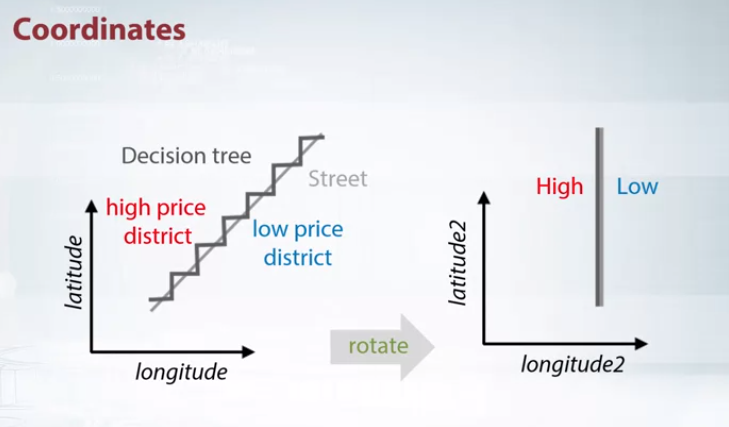 Coordinates
Decision tree
Street
high price
district
low price
district
latitude
longitude
rotate
High
Low
latitude2
longitude2